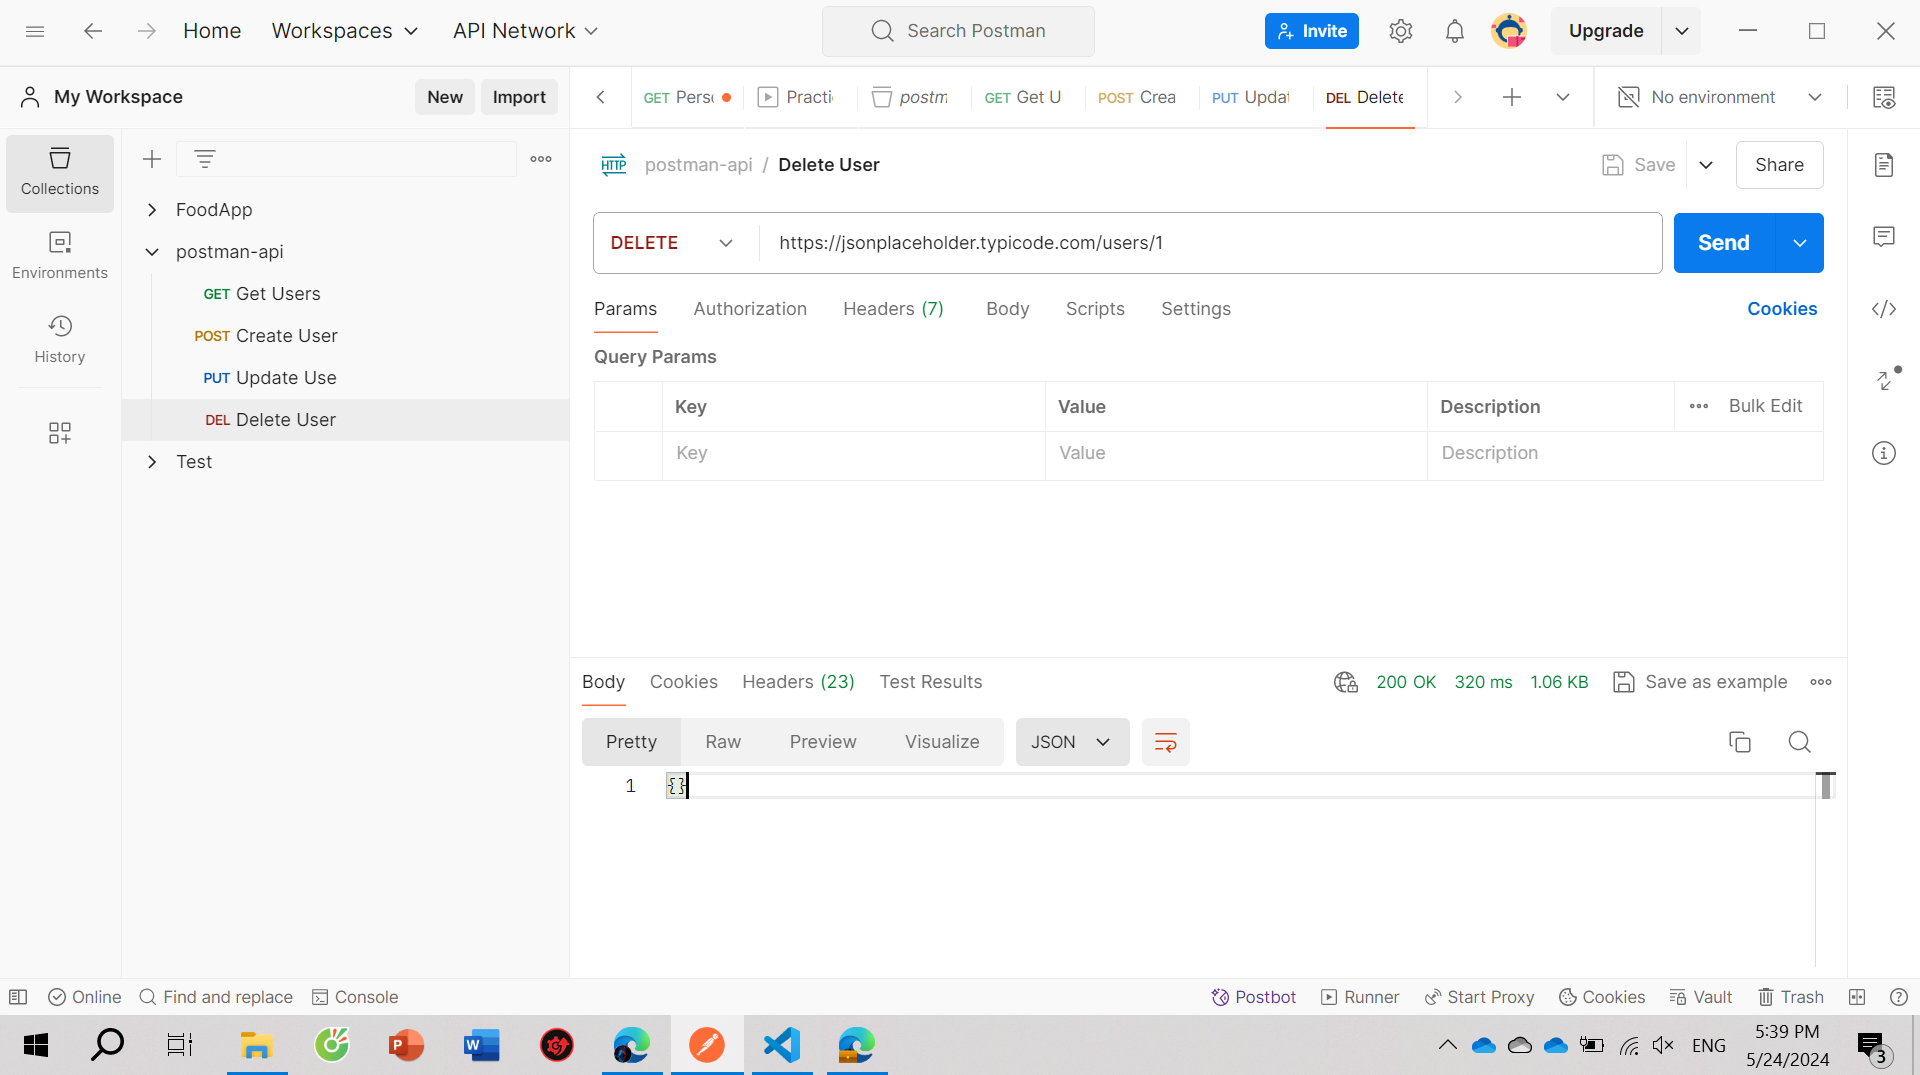 Home Workspaces API Network Search Postman Invite Upgrade
My Workspace New Import GET Pers PRacti postm GET Get U POST Crea PUT Updat DEL Delete No environment
Collections
Environments
History
FoodApp
postman-api
GET Get Users
POST Create User
PUT Update Use
DEL Delete User
Test
HTTP postman-api / Delete User Save Share
DELETE https://jsonplaceholder.typicode.com/users/1 Send
Params Authorization Headers (7) Body Scripts Settings Cookies
Query Params
Key Value Description Bulk Edit
Key Value Description
Body Cookies Headers (23) Test Results 200 OK 320 ms 1.06 KB Save as example
Pretty Raw Preview Visualize JSON
1 {}
Online Find and replace Console Postbot Runner Start Proxy Cookies Vault Trash
ENG 5:39 PM
5/24/2024 3